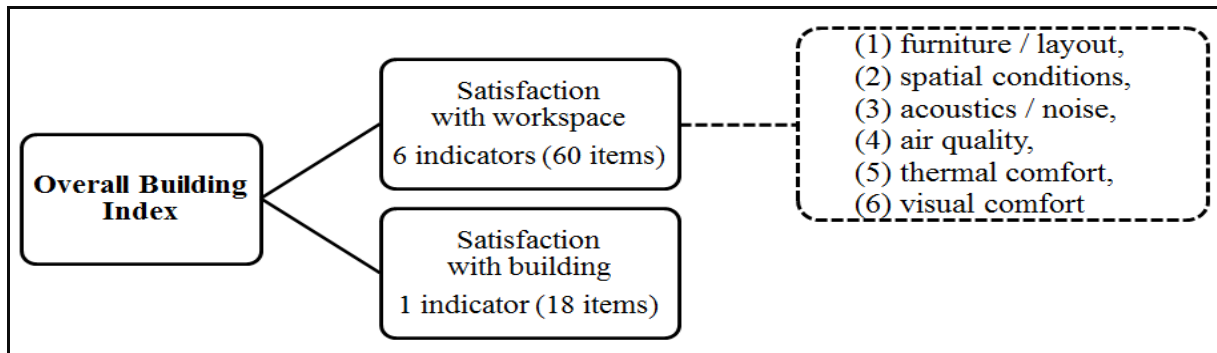 Overall Building
Index
Satisfaction
with workspace
6 indicators (60 items)
Satisfaction
with building
1 indicator (18 items)
(1) furniture / layout,
(2) spatial conditions,
(3) acoustics / noise,
(4) air quality,
(5) thermal comfort,
(6) visual comfort